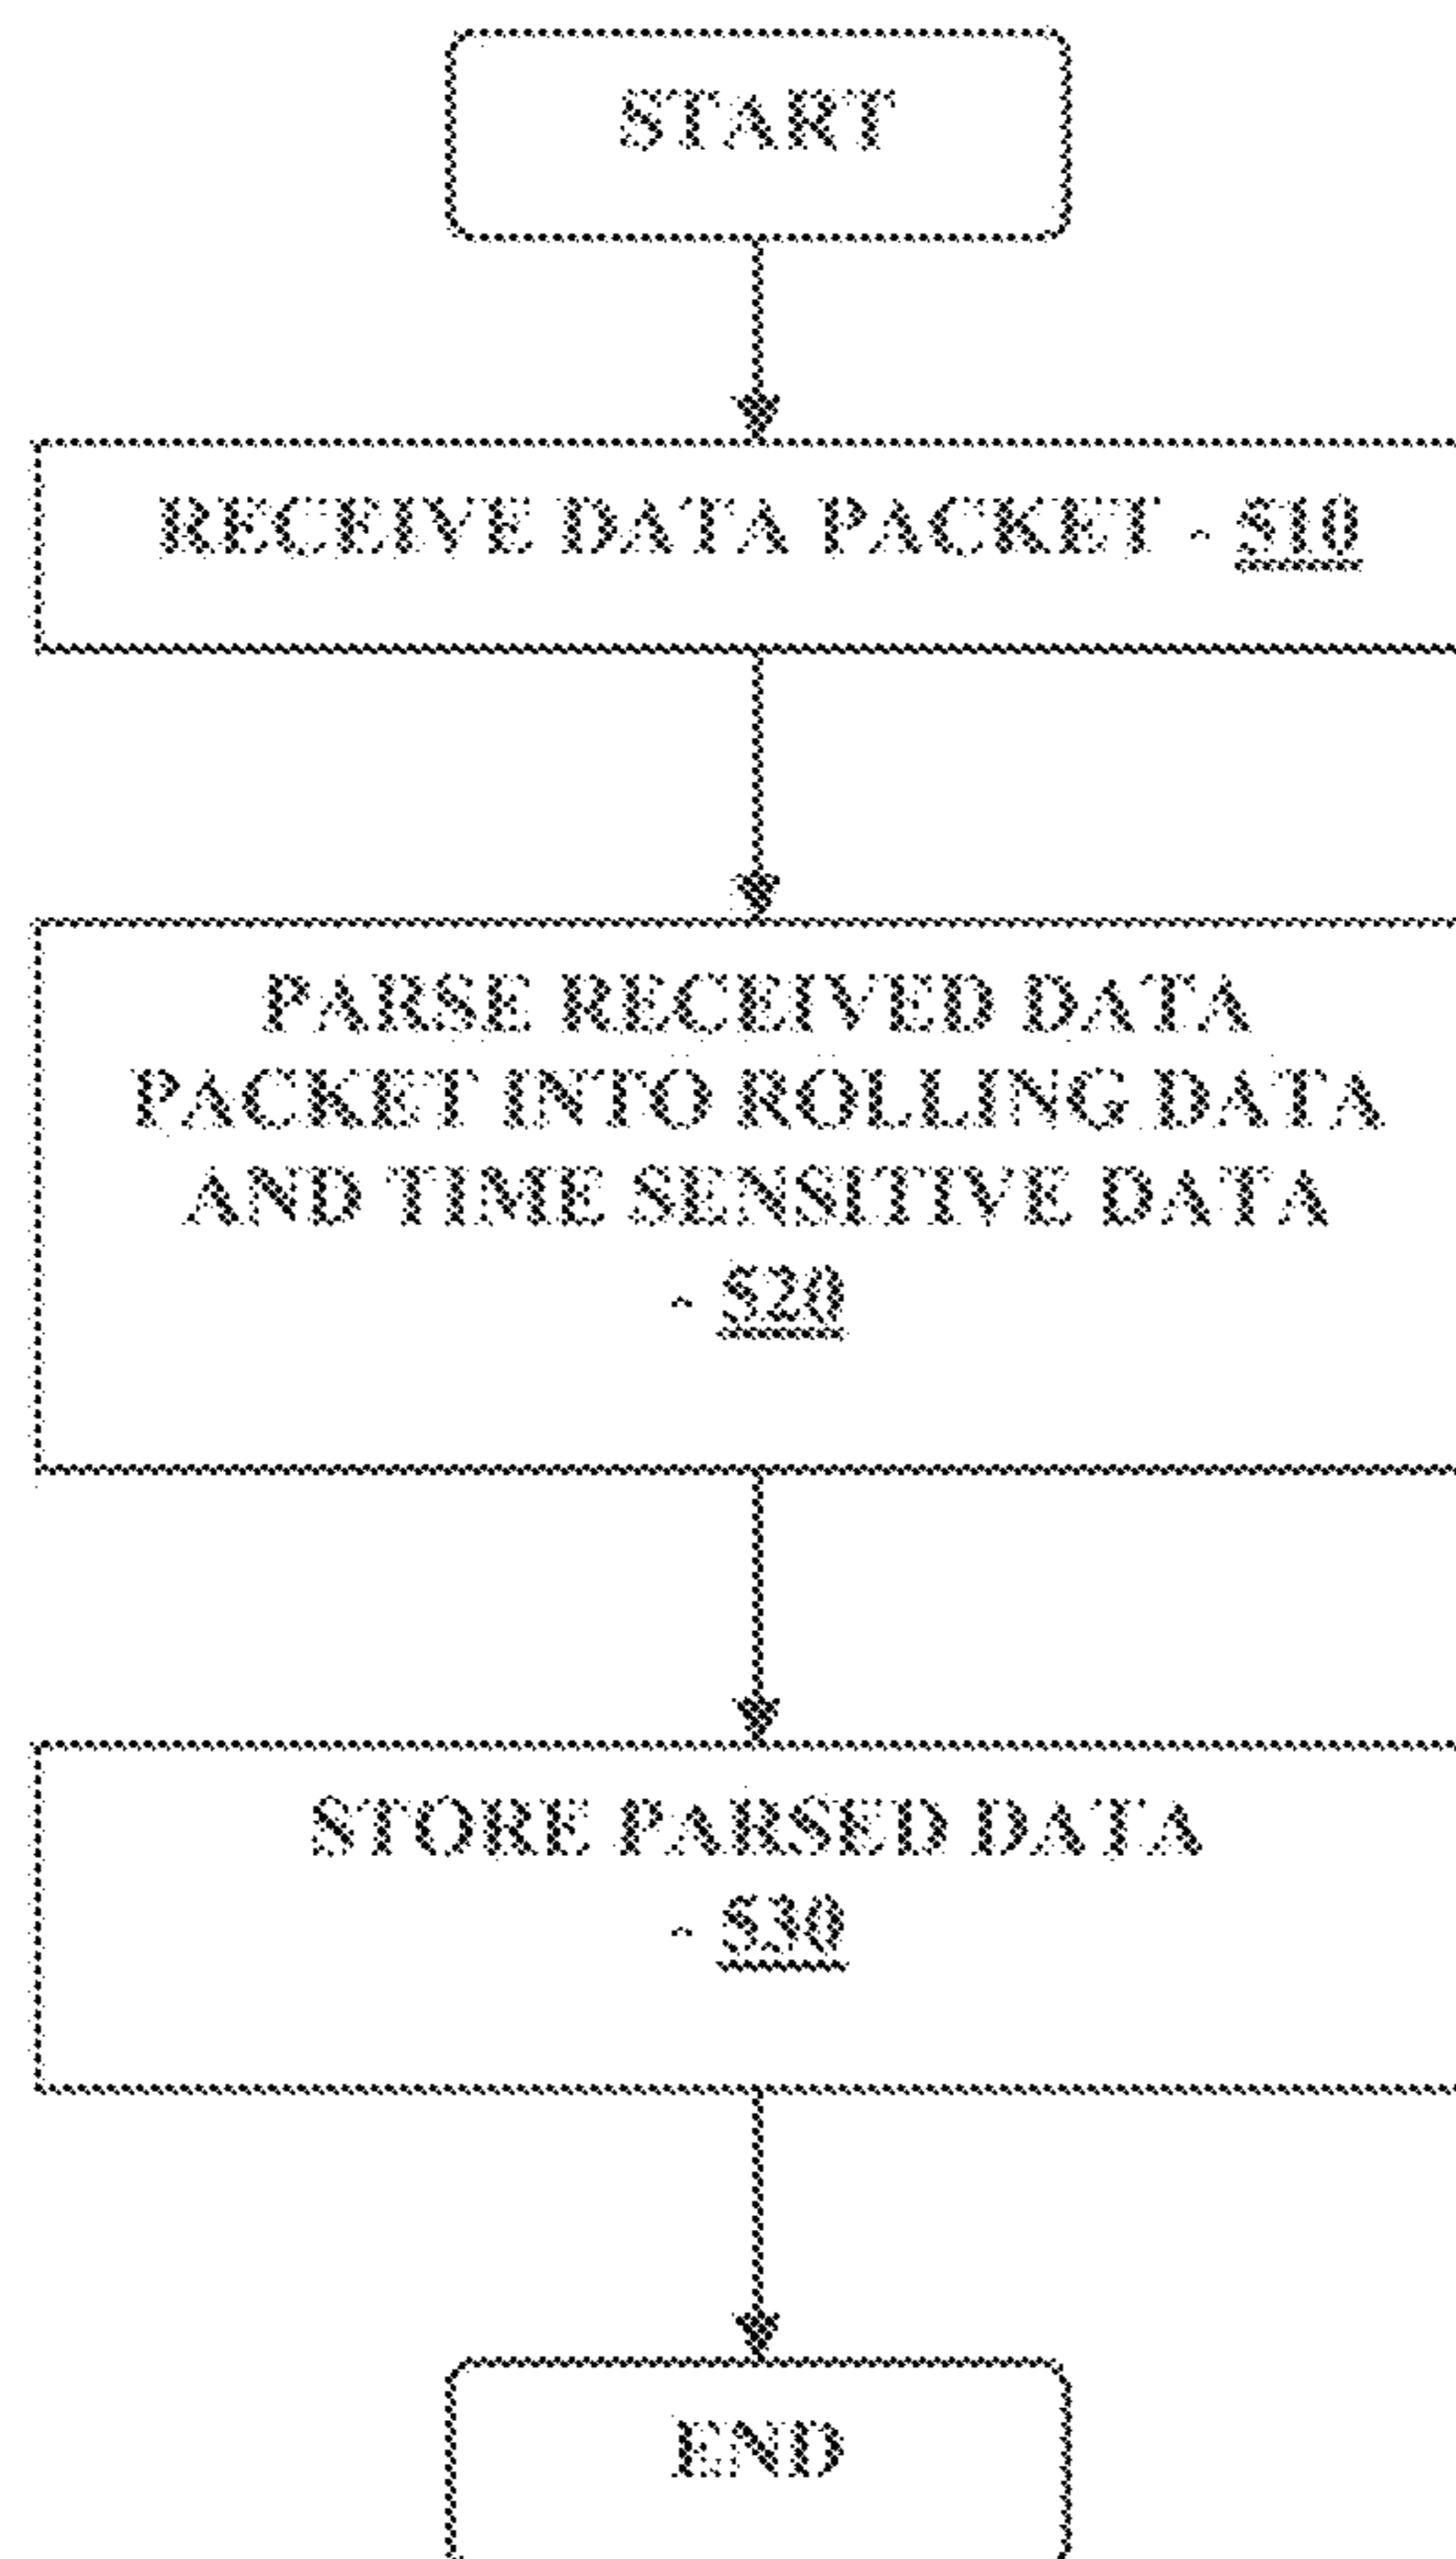 START
RECEIVE DATA PACKET - S10
PARSE RECEIVED DATA
PACKET INTO ROLLING DATA
AND TIME SENSITIVE DATA
- S20
STORE PARSED DATA
- S30
END